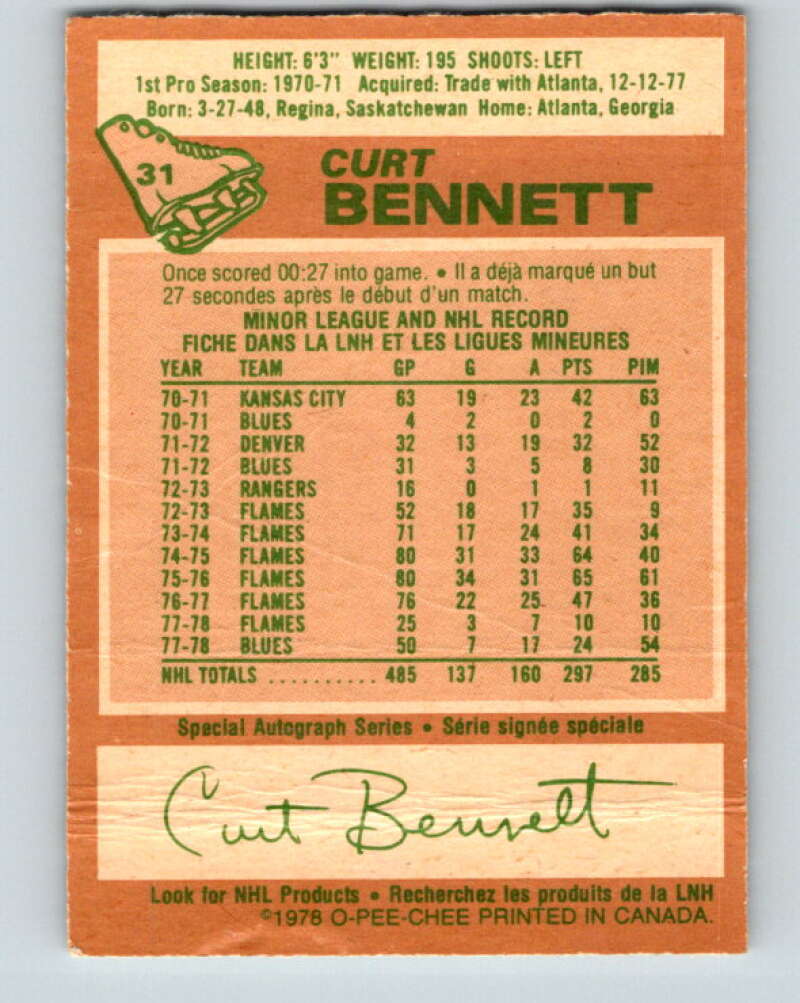 HEIGHT: 6'3" WEIGHT: 195 SHOOTS: LEFT
1st Pro Season: 1970-71 Acquired: Trade with Atlanta, 12-12-77
Born: 3-27-48, Regina, Saskatchewan Home: Atlanta, Georgia
31
CURT
BENNETT
Once scored 00:27 into game. • Il a déjà marqué un but
27 secondes après le début d'un match.
MINOR LEAGUE AND NHL RECORD
FICHE DANS LA LNH ET LES LIGUES MINEURES
YEAR TEAM GP G A PTS PIM
70-71 KANSAS CITY 63 19 23 42 63
70-71 BLUES 4 2 0 2 0
71-72 DENVER 32 13 19 32 52
71-72 BLUES 31 3 5 8 30
72-73 RANGERS 16 0 1 1 11
72-73 FLAMES 52 18 17 35 9
73-74 FLAMES 71 17 24 41 34
74-75 FLAMES 80 31 33 64 40
75-76 FLAMES 80 34 31 65 61
76-77 FLAMES 76 22 25 47 36
77-78 FLAMES 25 3 7 10 10
77-78 BLUES 50 7 17 24 54
NHL TOTALS .......... 485 137 160 297 285
Special Autograph Series • Série signée spéciale
Curt Bennett
Look for NHL Products • Recherchez les produits de la LNH
©1978 O-PEE-CHEE PRINTED IN CANADA.